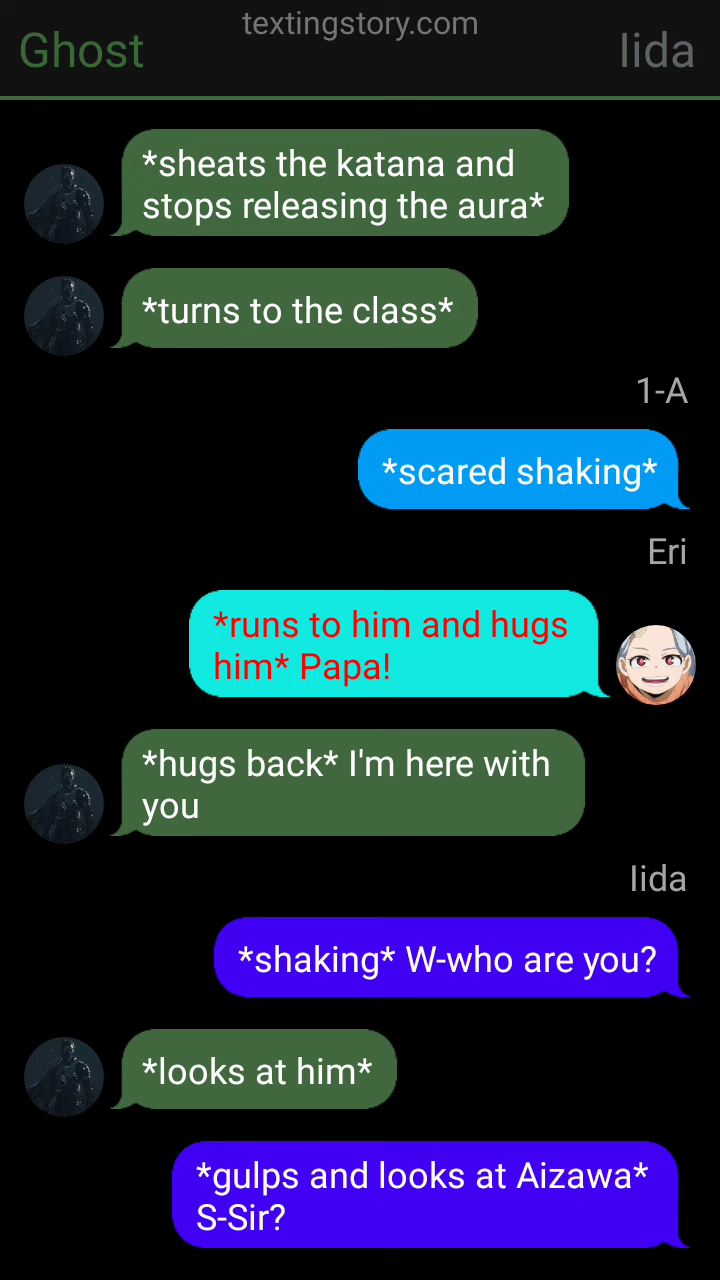 textingstory.com
Ghost
Iida
*sheats the katana and
stops releasing the aura*
*turns to the class*
1-A
*scared shaking*
Eri
*runs to him and hugs
him* Papa!
*hugs back* I'm here with
you
Iida
*shaking* W-who are you?
*looks at him*
*gulps and looks at Aizawa*
S-Sir?